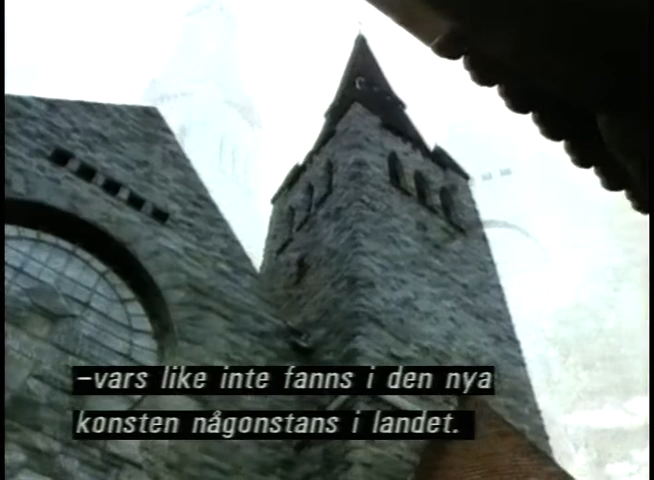 -vars like inte fanns i den nya
konsten någonstans i landet.